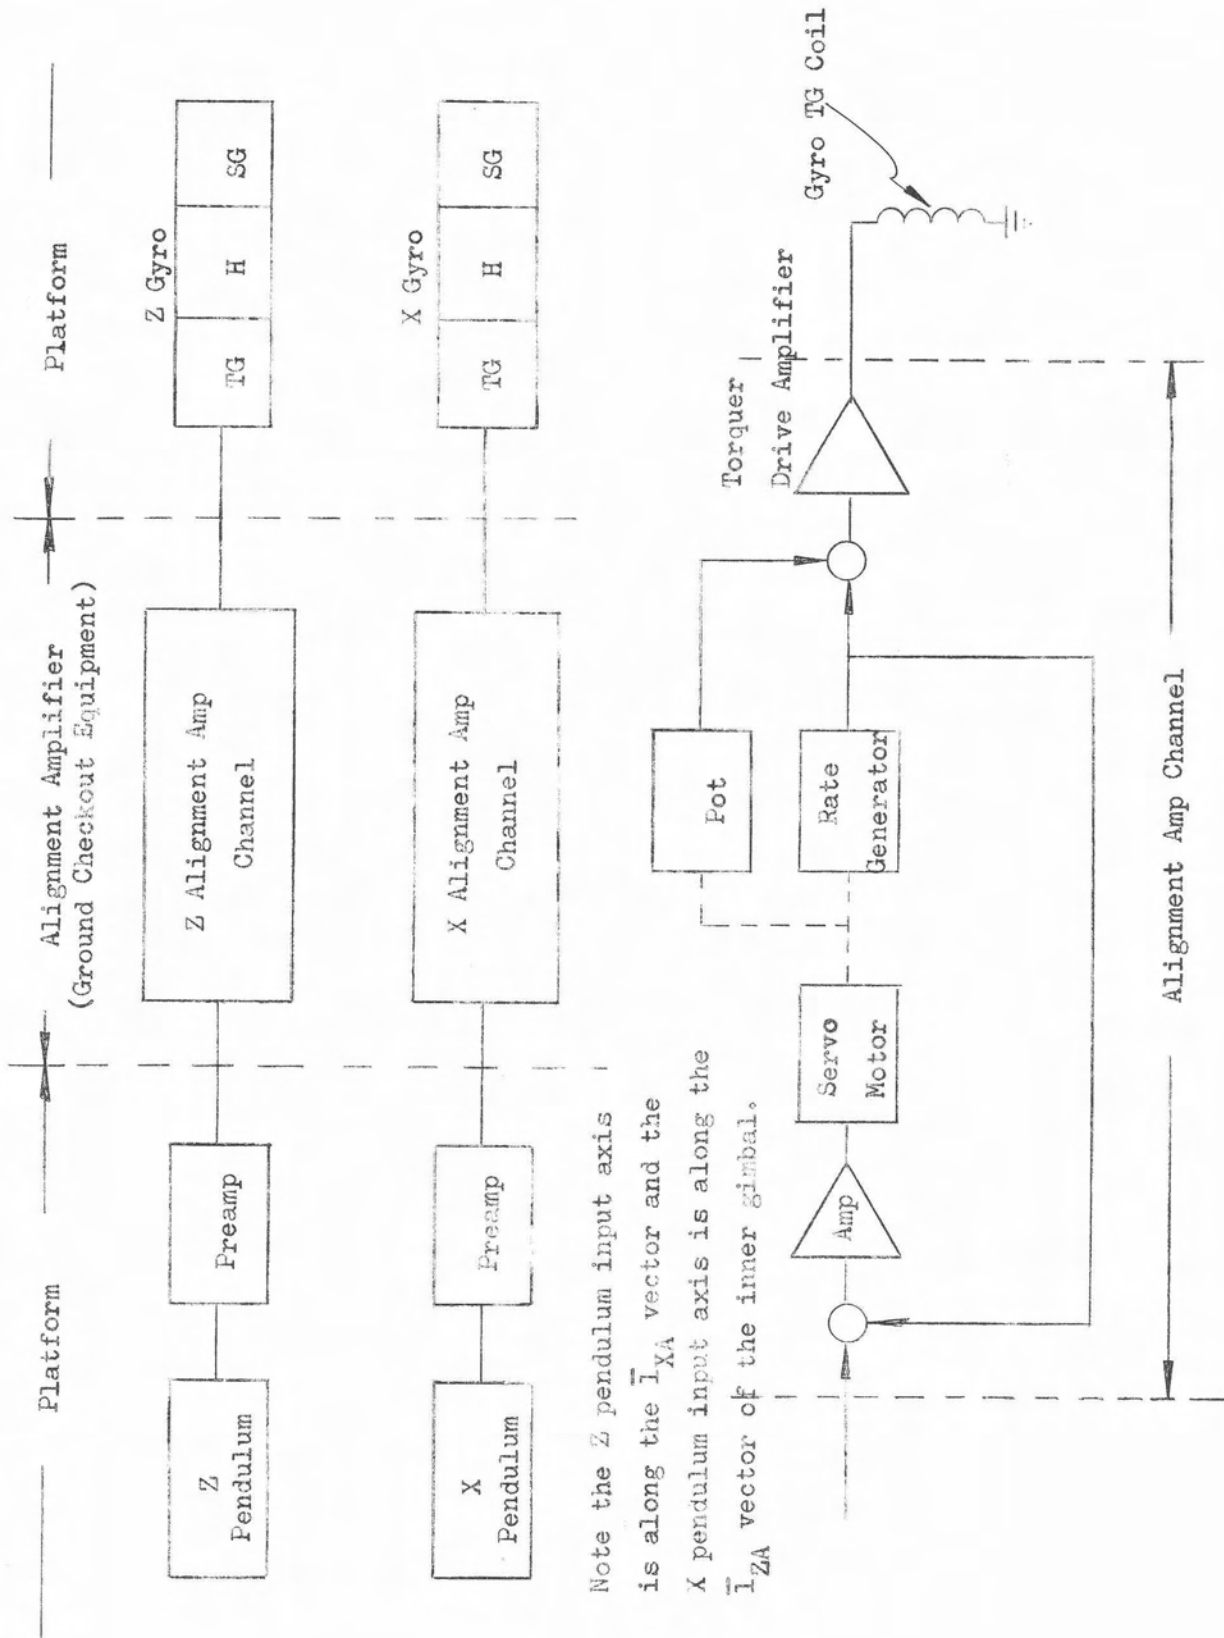 Platform
Alignment Amplifier
(Ground Checkout Equipment)
Platform
Z
Pendulum
Preamp
Z Alignment Amp
Channel
Z Gyro
TG
H
SG
X
Pendulum
Preamp
X Alignment Amp
Channel
X Gyro
TG
H
SG
Note the Z pendulum input axis
is along the 1̄XA vector and the
X pendulum input axis is along the
1̄ZA vector of the inner gimbal.
Amp
Servo
Motor
Pot
Rate
Generator
Torquer
Drive Amplifier
Gyro TG Coil
Alignment Amp Channel